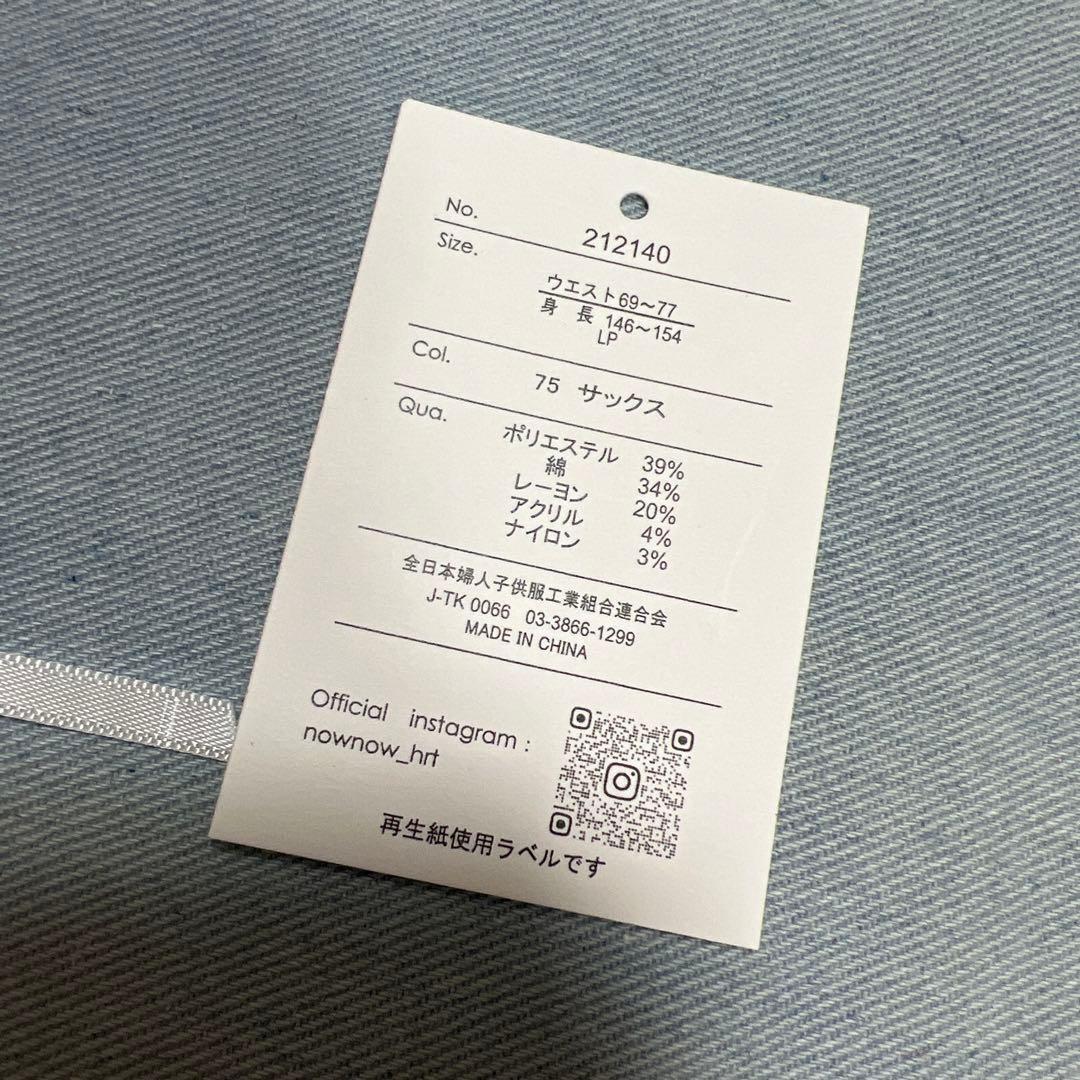 No. 212140
Size.
ウエスト69〜77
身 長 146〜154
LP
Col. 75 サックス
Qua.
ポリエステル 39%
綿 34%
レーヨン 20%
アクリル 4%
ナイロン 3%
全日本婦人子供服工業組合連合会
J-TK 0066 03-3866-1299
MADE IN CHINA
Official instagram :
nownow_hrt
再生紙使用ラベルです